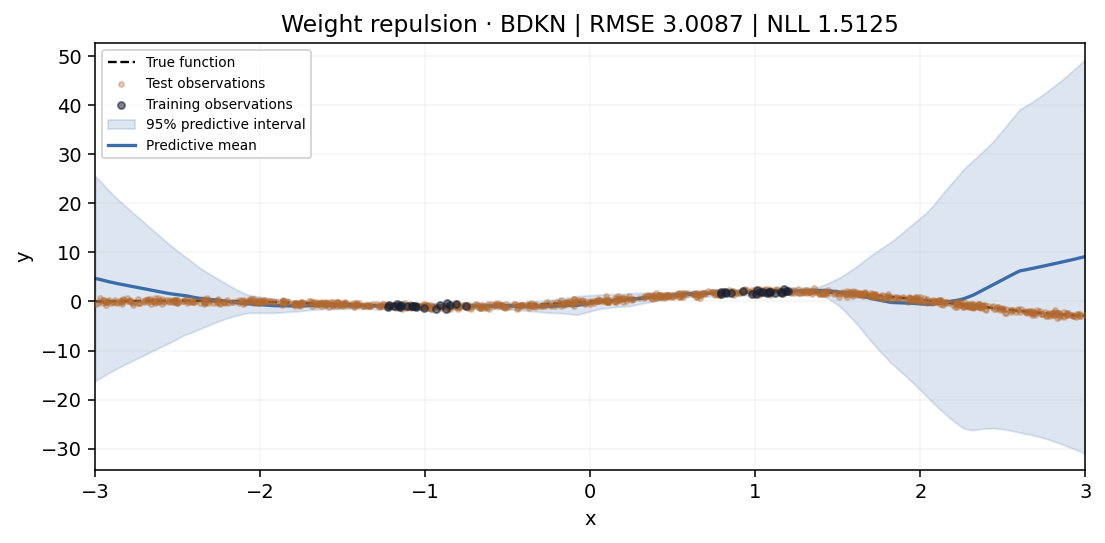 Weight repulsion · BDKN | RMSE 3.0087 | NLL 1.5125
True function
Test observations
Training observations
95% predictive interval
Predictive mean
50
40
30
20
10
0
−10
−20
−30
y
−3 −2 −1 0 1 2 3
x